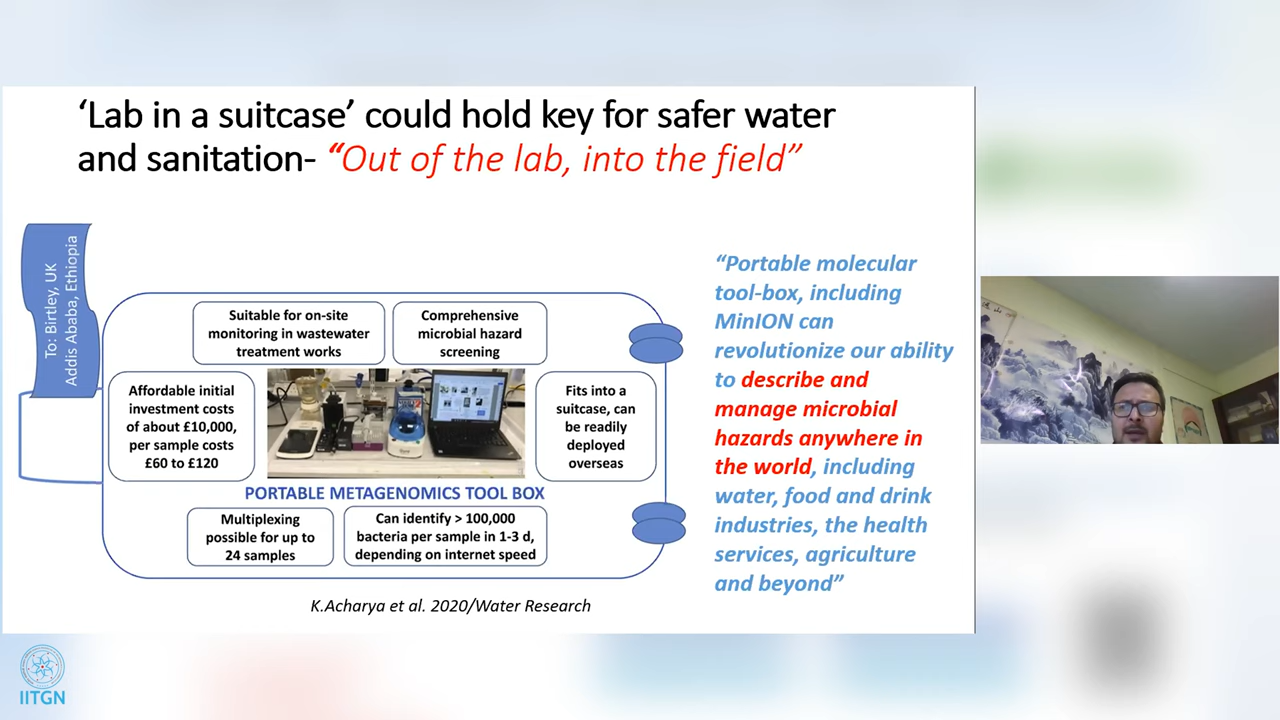 ‘Lab in a suitcase’ could hold key for safer water
and sanitation- “Out of the lab, into the field”
To: Birtley, UK
Addis Ababa, Ethiopia
Suitable for on-site
monitoring in wastewater
treatment works
Comprehensive
microbial hazard
screening
Affordable initial
investment costs
of about £10,000,
per sample costs
£60 to £120
Fits into a
suitcase, can
be readily
deployed
overseas
PORTABLE METAGENOMICS TOOL BOX
Multiplexing
possible for up to
24 samples
Can identify > 100,000
bacteria per sample in 1-3 d,
depending on internet speed
K.Acharya et al. 2020/Water Research
“Portable molecular
tool-box, including
MinION can
revolutionize our ability
to describe and
manage microbial
hazards anywhere in
the world, including
water, food and drink
industries, the health
services, agriculture
and beyond”
IITGN